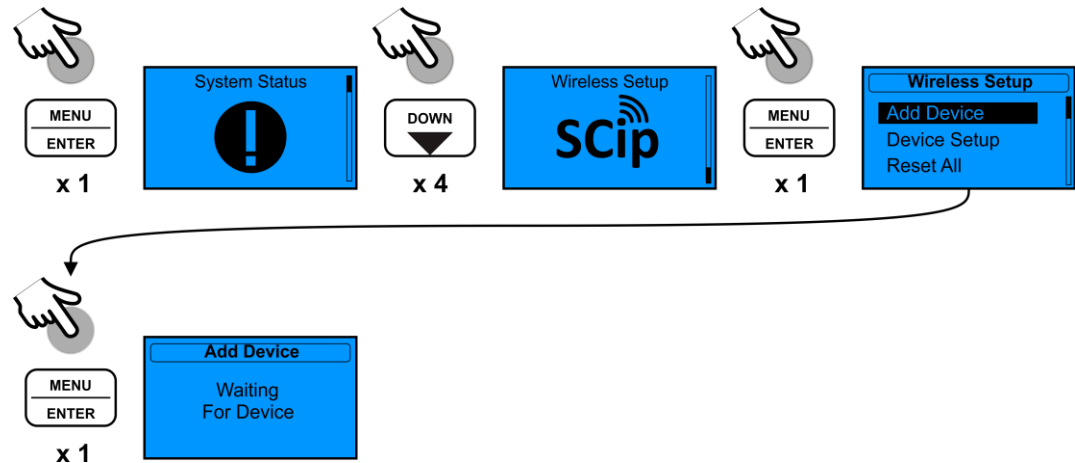 System Status
MENU
ENTER
x 1
DOWN
x 4
Wireless Setup
SCip
MENU
ENTER
x 1
Wireless Setup
Add Device
Device Setup
Reset All
MENU
ENTER
x 1
Add Device
Waiting
For Device